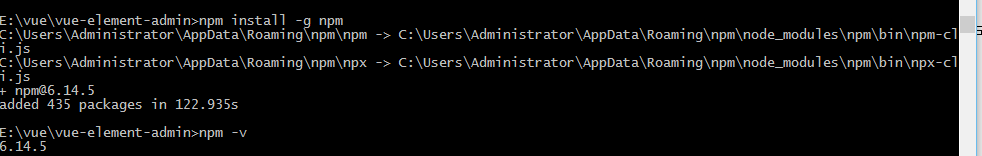 E:\vue\vue-element-admin>npm install -g npm
C:\Users\Administrator\AppData\Roaming\npm\npm -> C:\Users\Administrator\AppData\Roaming\npm\node_modules\npm\bin\npm-cl
i.js
C:\Users\Administrator\AppData\Roaming\npm\npx -> C:\Users\Administrator\AppData\Roaming\npm\node_modules\npm\bin\npx-cl
i.js
+ npm@6.14.5
added 435 packages in 122.935s
E:\vue\vue-element-admin>npm -v
6.14.5